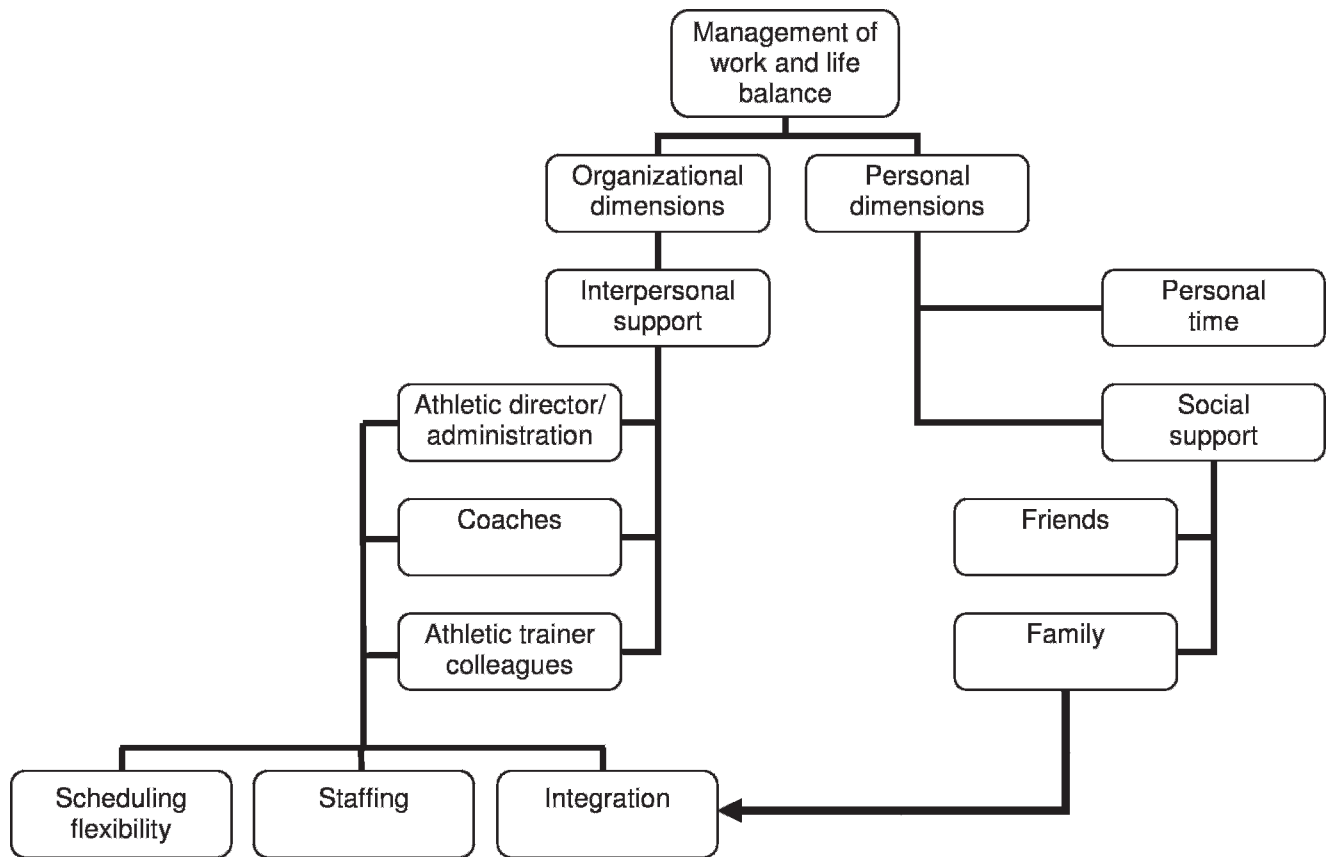 Management of
work and life
balance
Organizational
dimensions
Personal
dimensions
Interpersonal
support
Personal
time
Athletic director/
administration
Social
support
Coaches
Friends
Athletic trainer
colleagues
Family
Scheduling
flexibility
Staffing
Integration